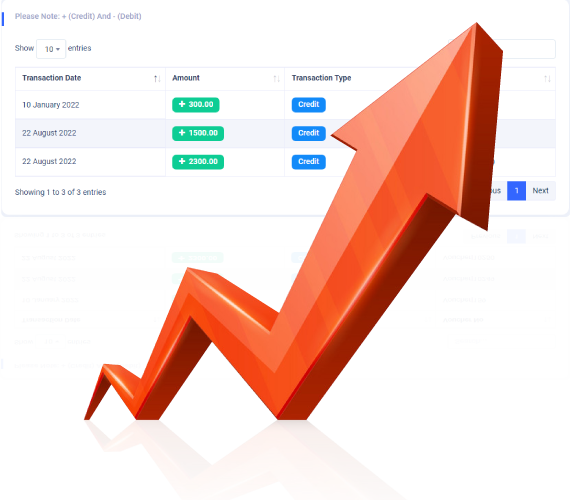 Please Note: + (Credit) And - (Debit)
Show 10 entries
Transaction Date Amount Transaction Type
10 January 2022 + 300.00 Credit
22 August 2022 + 1500.00 Credit
22 August 2022 + 2300.00 Credit
Showing 1 to 3 of 3 entries 1 Next